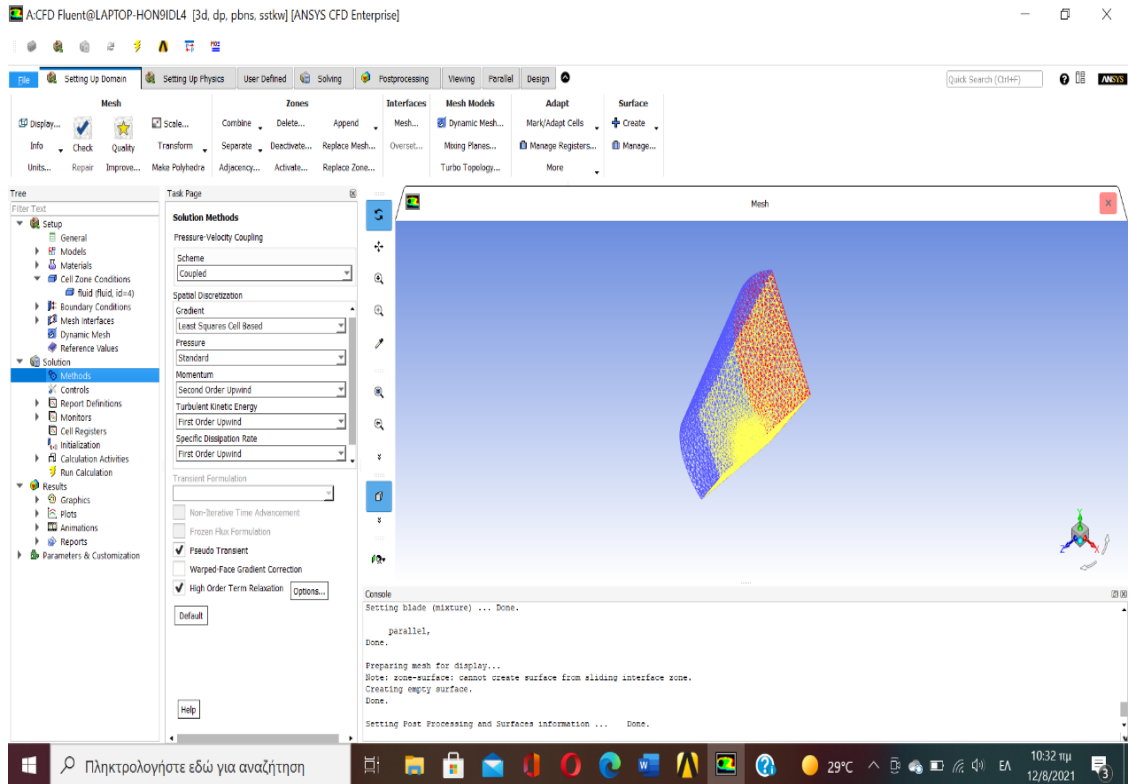 A:CFD Fluent@LAPTOP-HON9IDL4 [3d, dp, pbns, sstkw] [ANSYS CFD Enterprise]
File
Setting Up Domain
Setting Up Physics
User Defined
Solving
Postprocessing
Viewing
Parallel
Design
Quick Search (Ctrl+F)
ANSYS
Mesh
Zones
Interfaces
Mesh Models
Adapt
Surface
Display...
Scale...
Combine
Delete...
Append
Mesh...
Dynamic Mesh...
Mark/Adapt Cells
Create
Info
Check
Quality
Transform
Separate
Deactivate...
Replace Mesh...
Overset...
Mixing Planes...
Manage Registers...
Manage...
Units...
Repair
Improve...
Make Polyhedra
Adjacency...
Activate...
Replace Zone...
Turbo Topology...
More
Tree
Filter Text
Setup
General
Models
Materials
Cell Zone Conditions
fluid (fluid, id=4)
Boundary Conditions
Mesh Interfaces
Dynamic Mesh
Reference Values
Solution
Methods
Controls
Report Definitions
Monitors
Cell Registers
Initialization
Calculation Activities
Run Calculation
Results
Graphics
Plots
Animations
Reports
Parameters & Customization
Task Page
Solution Methods
Pressure-Velocity Coupling
Scheme
Coupled
Spatial Discretization
Gradient
Least Squares Cell Based
Pressure
Standard
Momentum
Second Order Upwind
Turbulent Kinetic Energy
First Order Upwind
Specific Dissipation Rate
First Order Upwind
Transient Formulation
Non-Iterative Time Advancement
Frozen Flux Formulation
Pseudo Transient
Warped-Face Gradient Correction
High Order Term Relaxation
Options...
Default
Help
Mesh
Y
Z
X
Console
Setting blade (mixture) ... Done.
parallel,
Done.
Preparing mesh for display...
Note: zone-surface: cannot create surface from sliding interface zone.
Creating empty surface.
Done.
Setting Post Processing and Surfaces information ... Done.
Πληκτρολογήστε εδώ για αναζήτηση
29°C
ΕΛ
10:32 πμ
12/8/2021
3